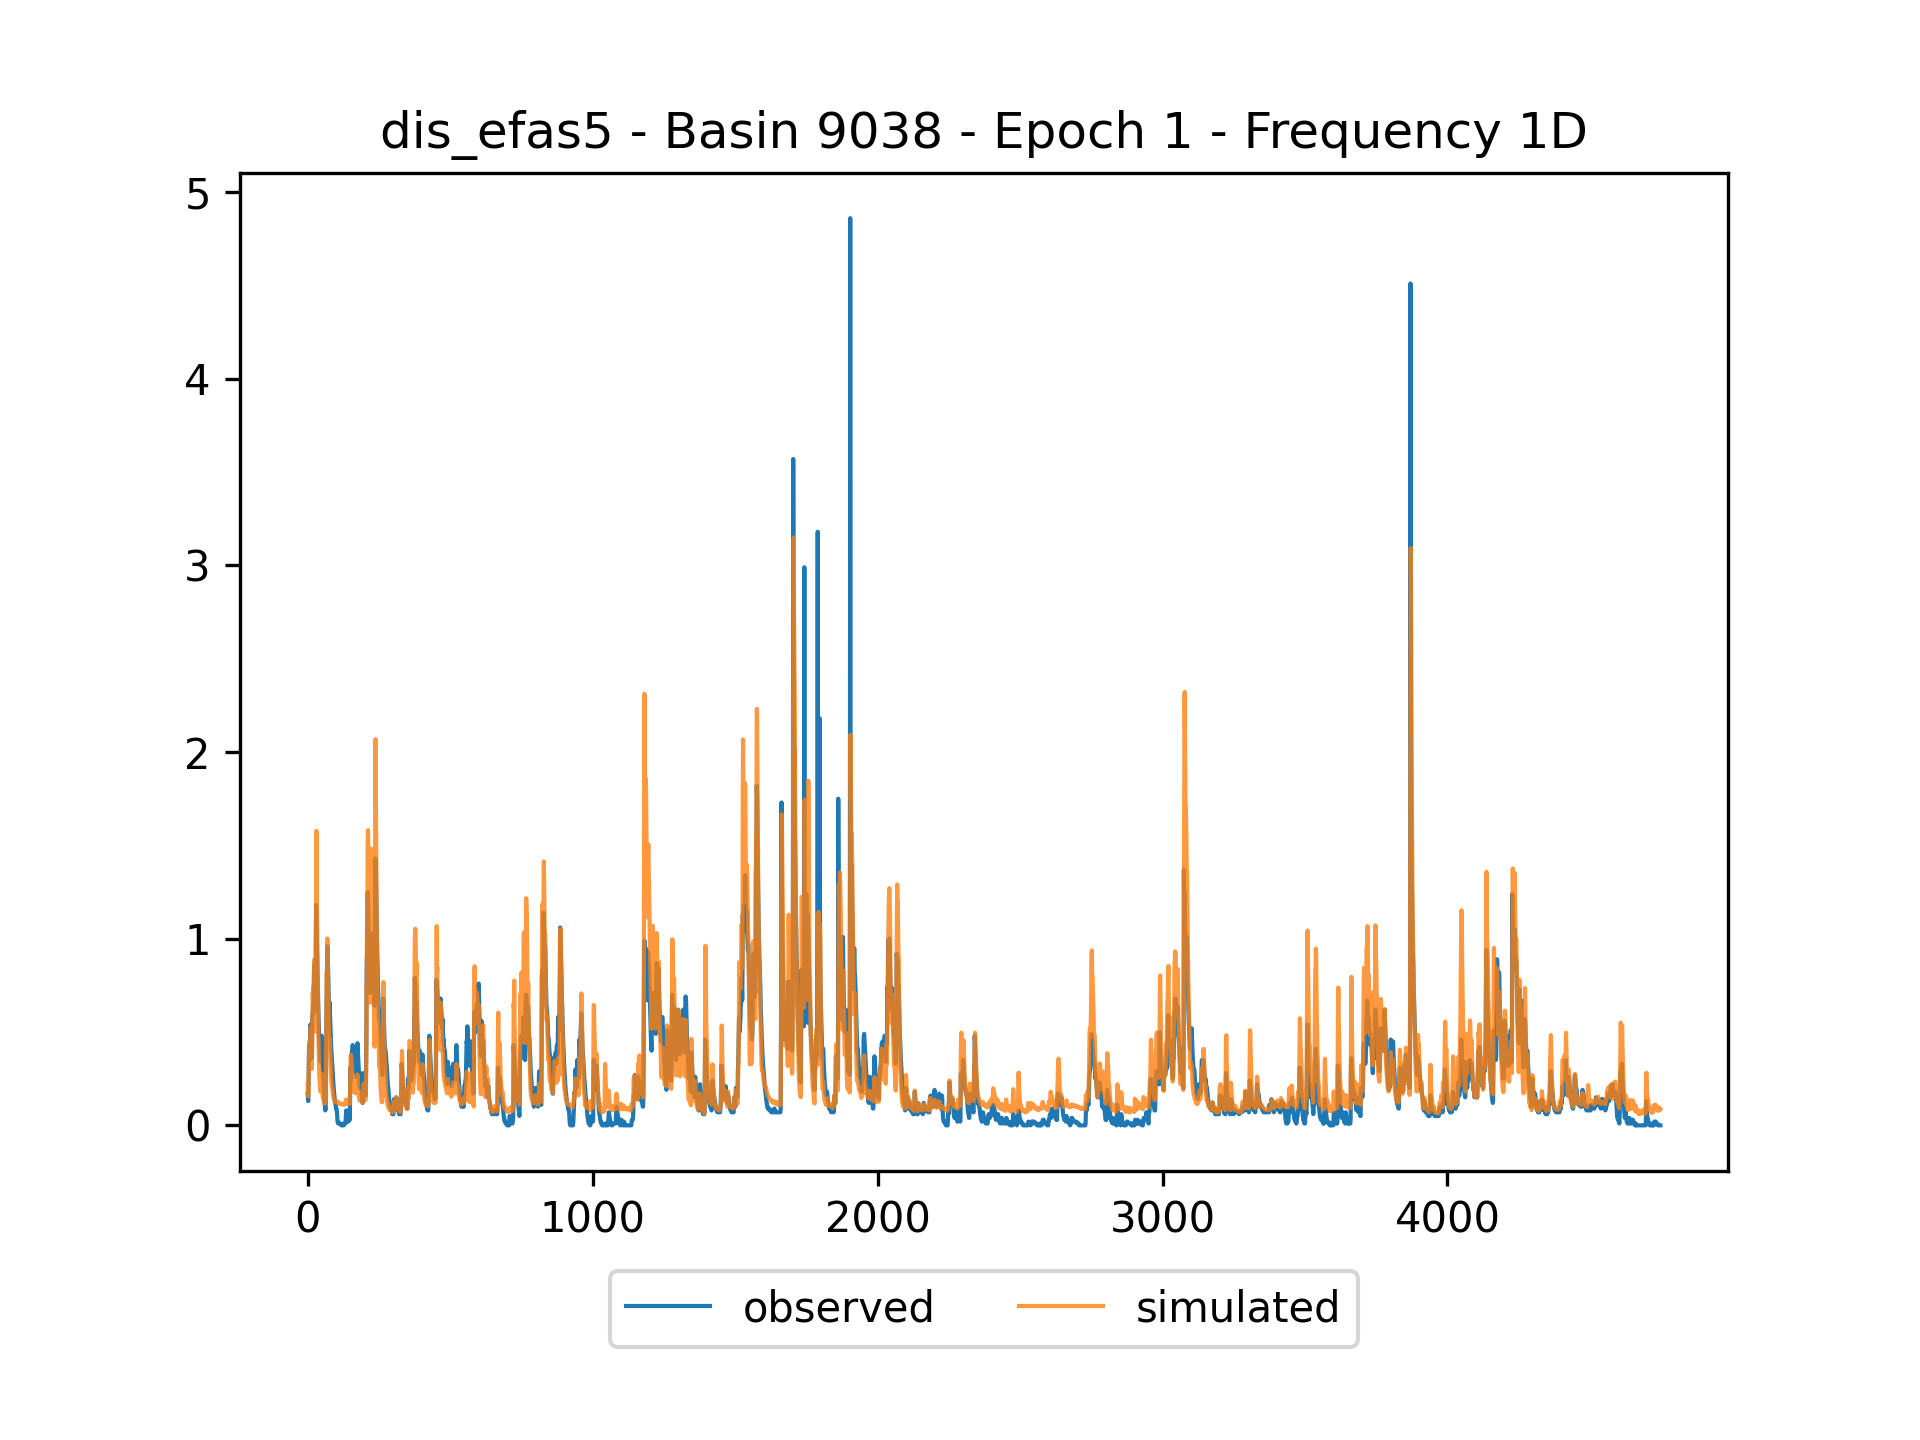 dis_efas5 - Basin 9038 - Epoch 1 - Frequency 1D
5
4
3
2
1
0
0 1000 2000 3000 4000
observed simulated